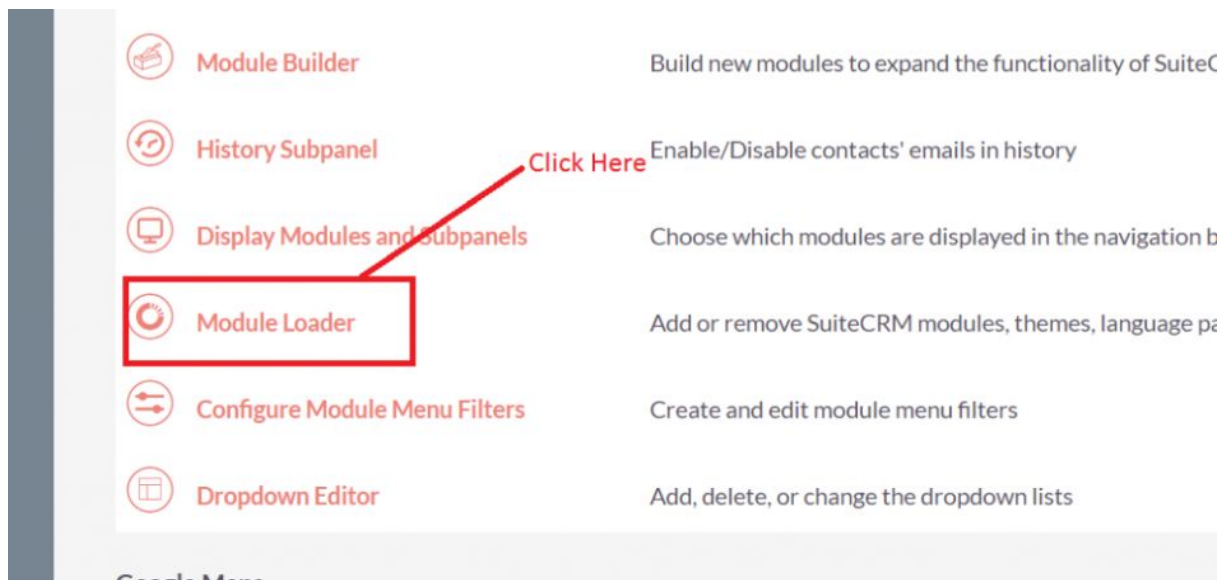 Module Builder
Build new modules to expand the functionality of SuiteC
History Subpanel
Click Here
Enable/Disable contacts' emails in history
Display Modules and Subpanels
Choose which modules are displayed in the navigation b
Module Loader
Add or remove SuiteCRM modules, themes, language pa
Configure Module Menu Filters
Create and edit module menu filters
Dropdown Editor
Add, delete, or change the dropdown lists
Google Maps